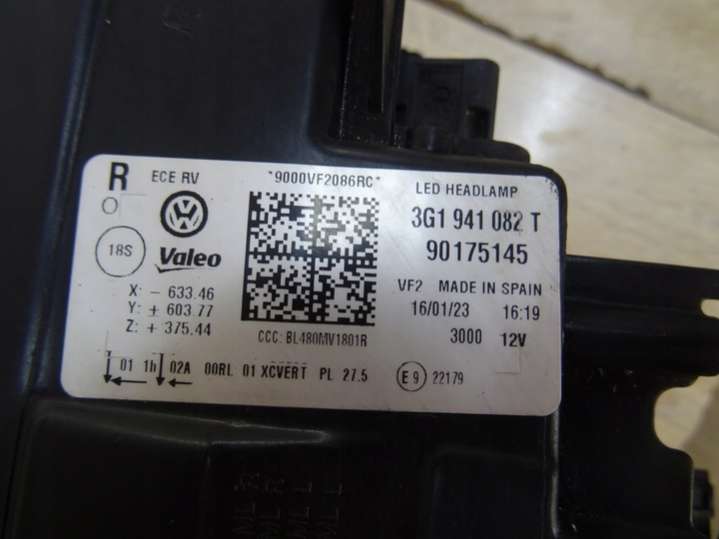 R ECE RV *9000VF2086RC* LED HEADLAMP
O
3G1 941 082 T
18S Valeo 90175145
VF2 MADE IN SPAIN
X: - 633.46
Y: ± 603.77
Z: + 375.44
16/01/23 16:19
CCC: BL480MV1801R 3000 12V
01 1b 02A 00RL 01 XCVERT PL 27.5 E9 22179